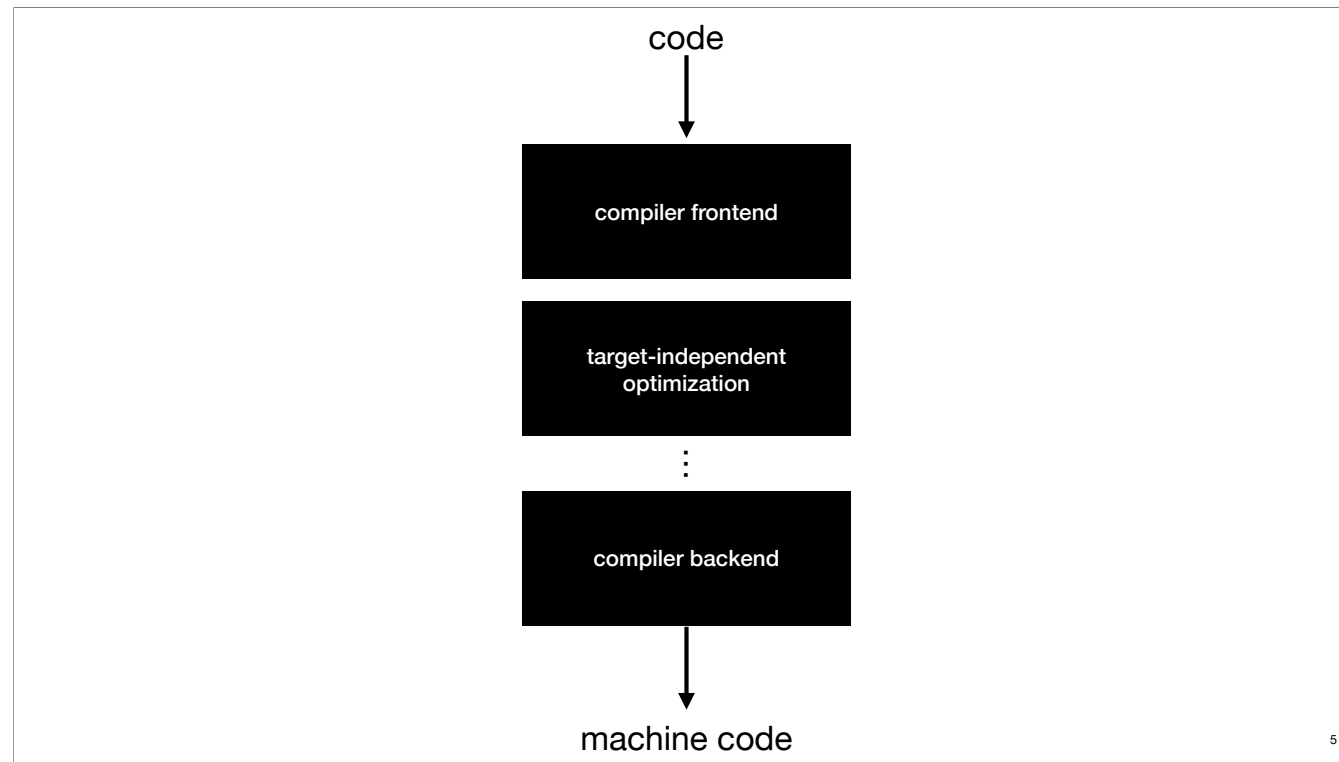 code
compiler frontend
target-independent
optimization
⋮
compiler backend
machine code
5